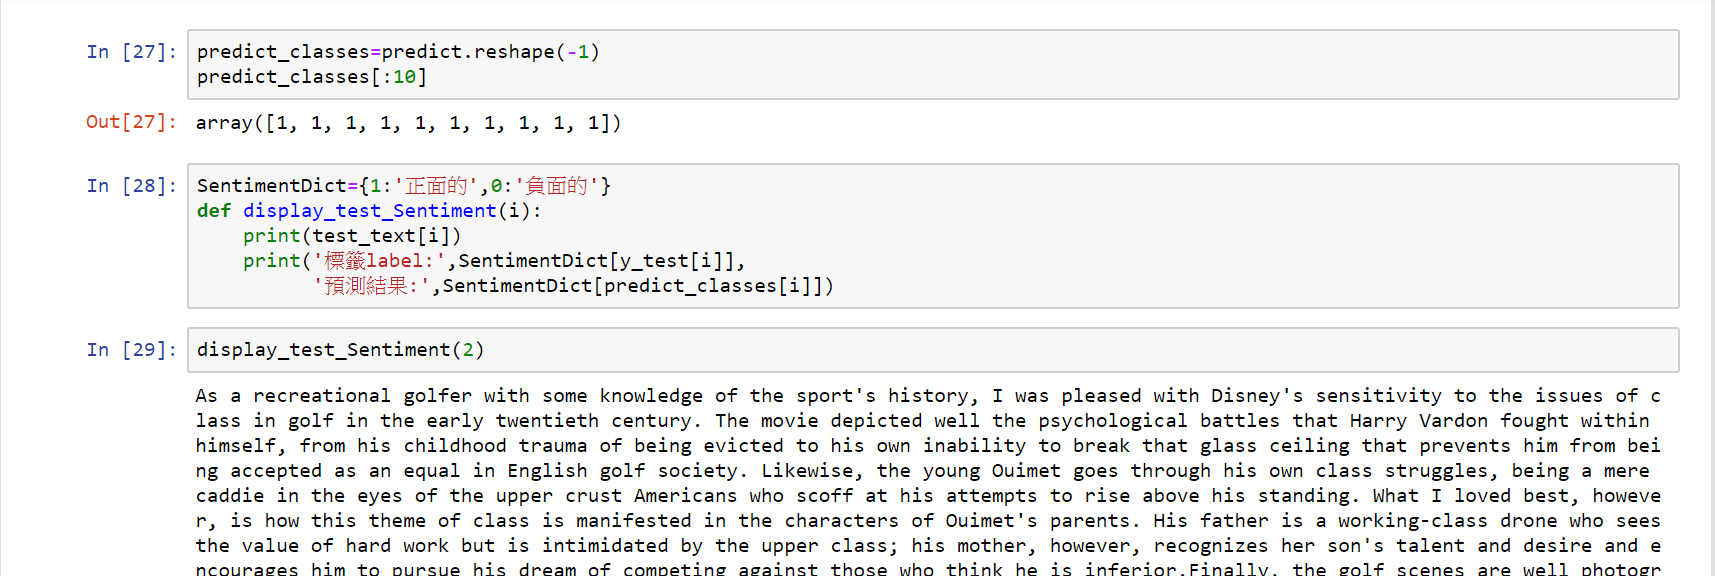 In [27]: predict_classes=predict.reshape(-1)
predict_classes[:10]
Out[27]: array([1, 1, 1, 1, 1, 1, 1, 1, 1, 1])
In [28]: SentimentDict={1:'正面的',0:'負面的'}
def display_test_Sentiment(i):
    print(test_text[i])
    print('標籤label:',SentimentDict[y_test[i]],
          '預測結果:',SentimentDict[predict_classes[i]])
In [29]: display_test_Sentiment(2)
As a recreational golfer with some knowledge of the sport's history, I was pleased with Disney's sensitivity to the issues of c
lass in golf in the early twentieth century. The movie depicted well the psychological battles that Harry Vardon fought within
himself, from his childhood trauma of being evicted to his own inability to break that glass ceiling that prevents him from bei
ng accepted as an equal in English golf society. Likewise, the young Ouimet goes through his own class struggles, being a mere
caddie in the eyes of the upper crust Americans who scoff at his attempts to rise above his standing. What I loved best, howeve
r, is how this theme of class is manifested in the characters of Ouimet's parents. His father is a working-class drone who sees
the value of hard work but is intimidated by the upper class; his mother, however, recognizes her son's talent and desire and e
ncourages him to pursue his dream of competing against those who think he is inferior.Finally, the golf scenes are well photogr